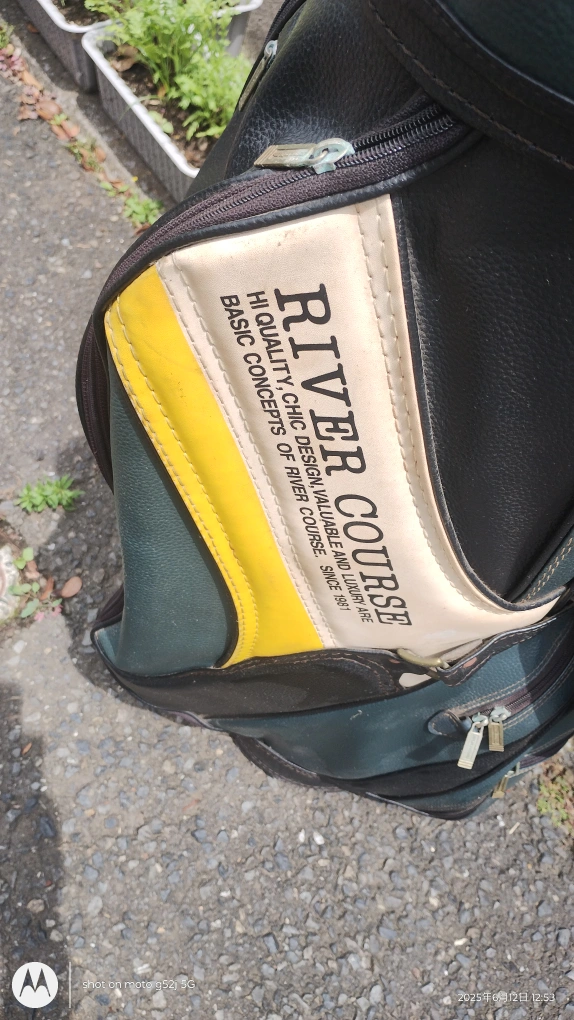 RIVER COURSE
HI QUALITY, CHIC DESIGN, VALUABLE AND LUXURY ARE
BASIC CONCEPTS OF RIVER COURSE. SINCE 1981
shot on moto g52j 5G
2025年6月12日 12:53